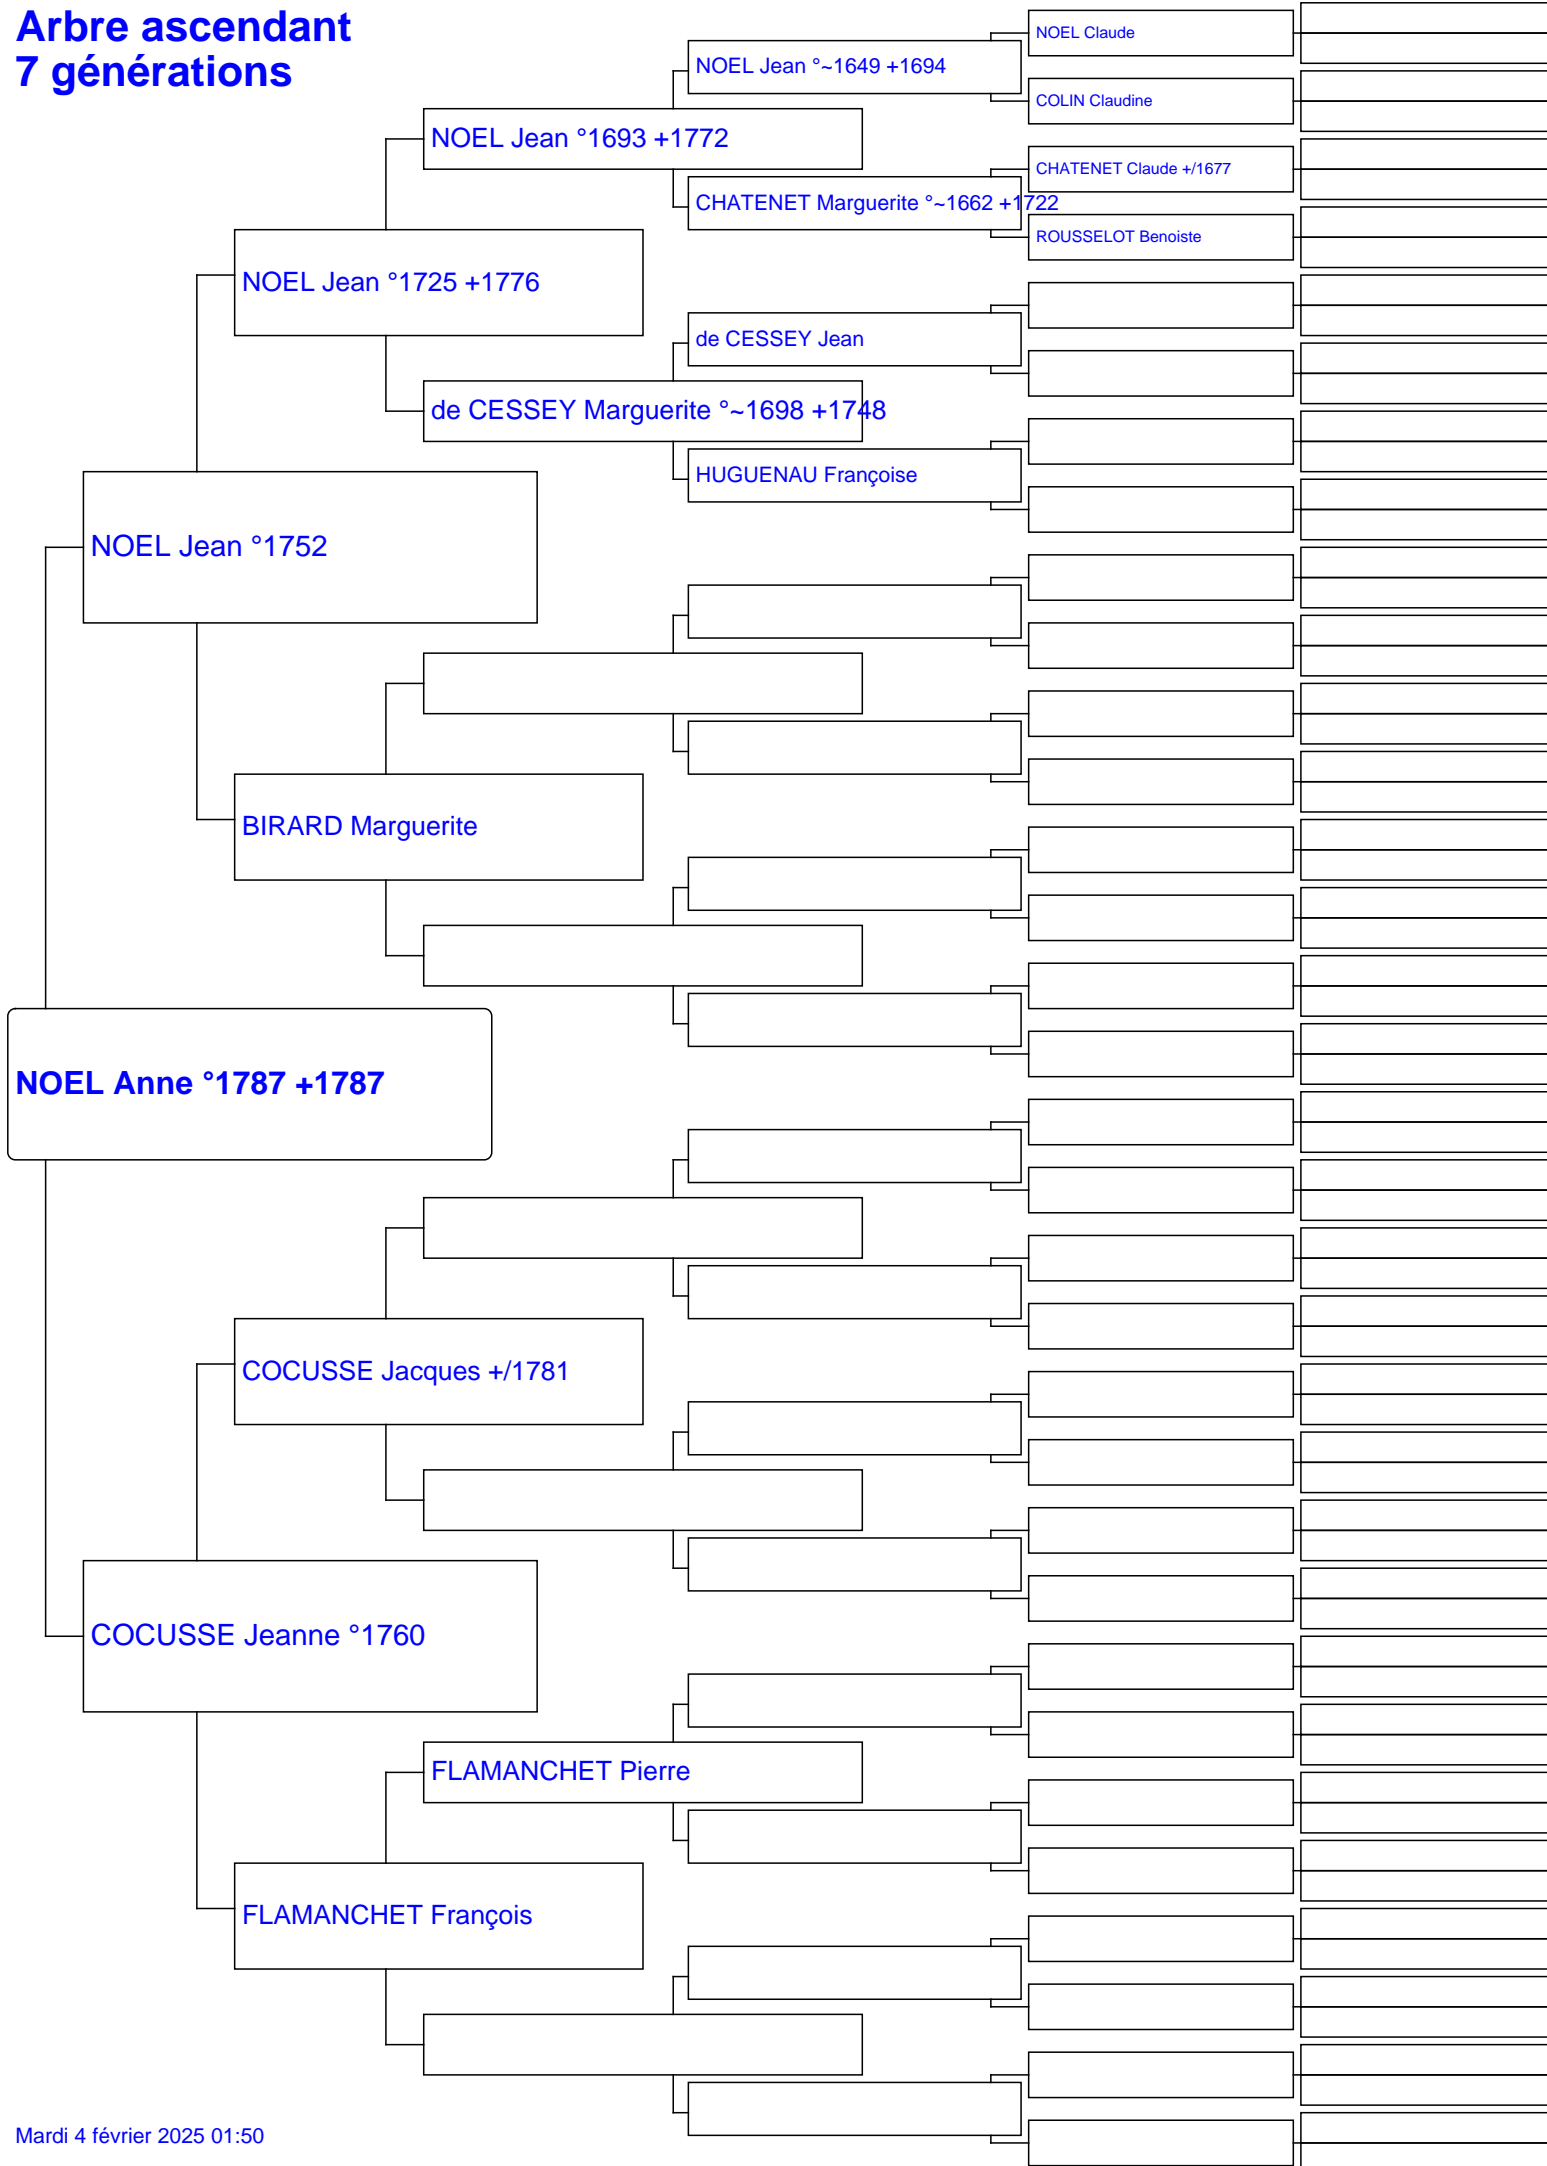 Arbre ascendant
7 générations
NOEL Claude
NOEL Jean °~1649 +1694
COLIN Claudine
NOEL Jean °1693 +1772
CHATENET Claude +/1677
CHATENET Marguerite °~1662 +1722
ROUSSELOT Benoiste
NOEL Jean °1725 +1776
de CESSEY Jean
de CESSEY Marguerite °~1698 +1748
HUGUENAU Françoise
NOEL Jean °1752
BIRARD Marguerite
NOEL Anne °1787 +1787
COCUSSE Jacques +/1781
COCUSSE Jeanne °1760
FLAMANCHET Pierre
FLAMANCHET François
Mardi 4 février 2025 01:50